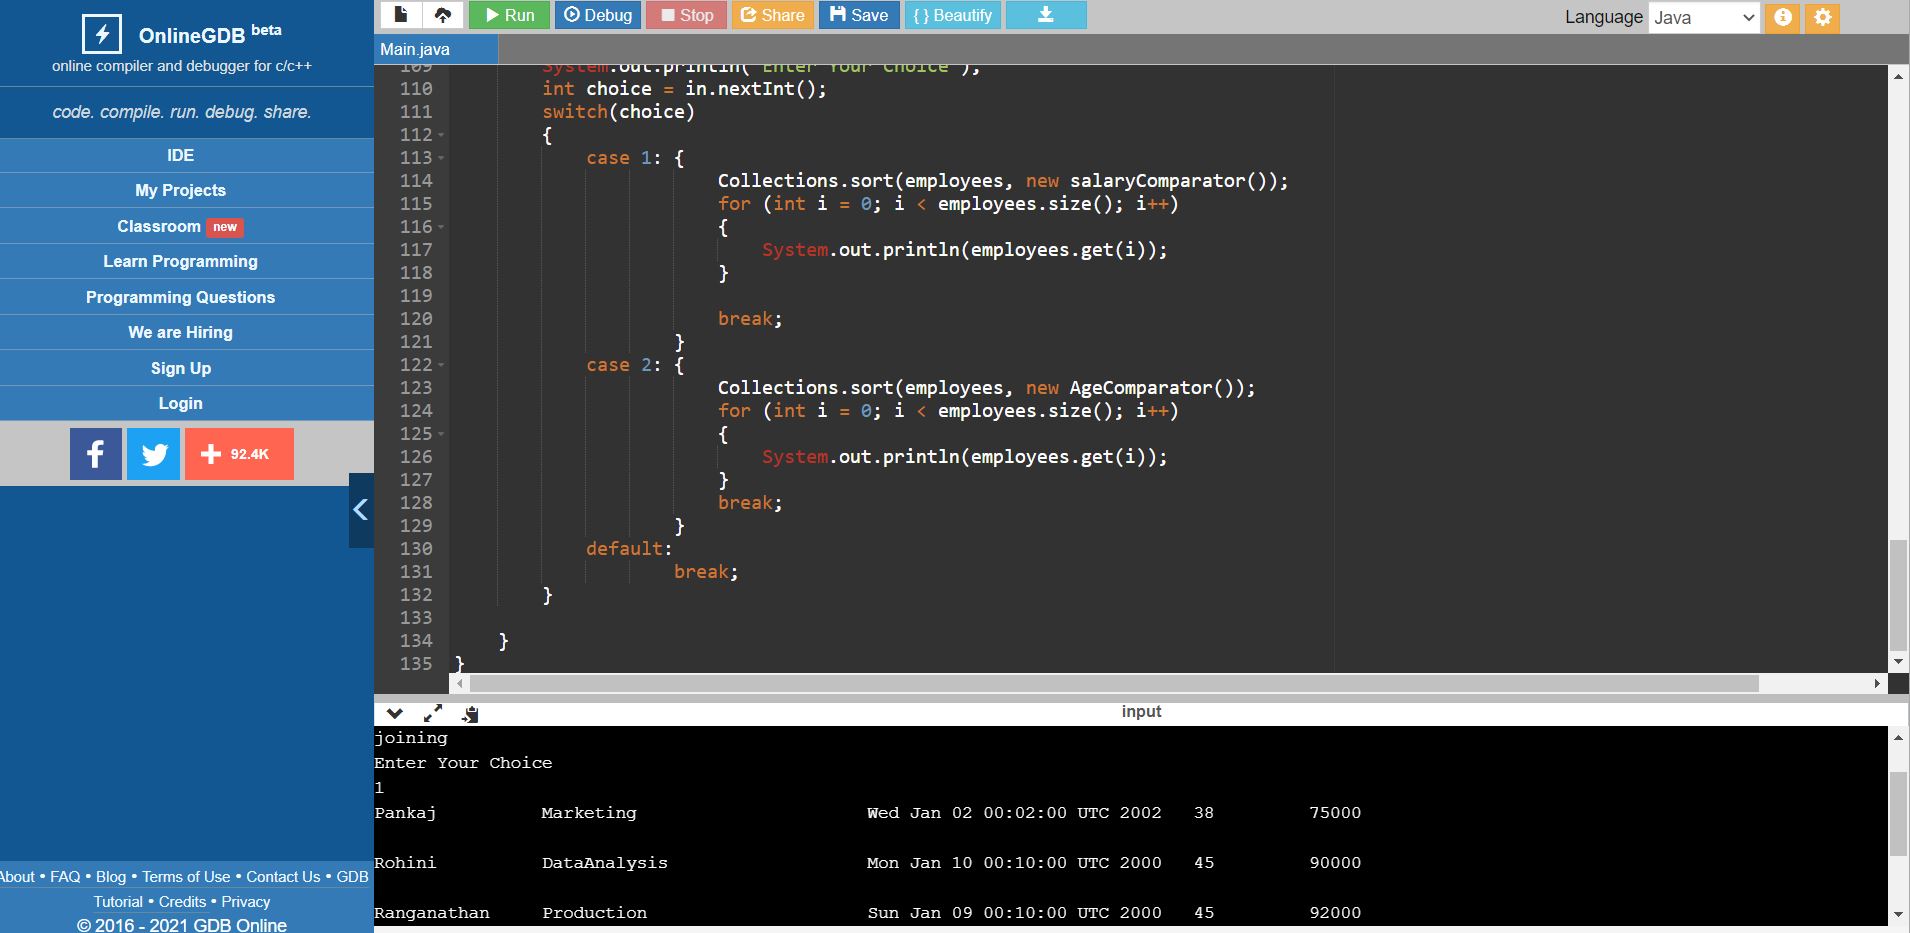 OnlineGDB beta
online compiler and debugger for c/c++
code. compile. run. debug. share.
IDE
My Projects
Classroom new
Learn Programming
Programming Questions
We are Hiring
Sign Up
Login
92.4K
About • FAQ • Blog • Terms of Use • Contact Us • GDB
Tutorial • Credits • Privacy
© 2016 - 2021 GDB Online
Run Debug Stop Share Save { } Beautify Language Java
Main.java
109 System.out.println("Enter Your Choice");
110 int choice = in.nextInt();
111 switch(choice)
112 {
113 case 1: {
114 Collections.sort(employees, new salaryComparator());
115 for (int i = 0; i < employees.size(); i++)
116 {
117 System.out.println(employees.get(i));
118 }
119
120 break;
121 }
122 case 2: {
123 Collections.sort(employees, new AgeComparator());
124 for (int i = 0; i < employees.size(); i++)
125 {
126 System.out.println(employees.get(i));
127 }
128 break;
129 }
130 default:
131 break;
132 }
133
134 }
135 }
input
joining
Enter Your Choice
1
Pankaj Marketing Wed Jan 02 00:02:00 UTC 2002 38 75000
Rohini DataAnalysis Mon Jan 10 00:10:00 UTC 2000 45 90000
Ranganathan Production Sun Jan 09 00:10:00 UTC 2000 45 92000